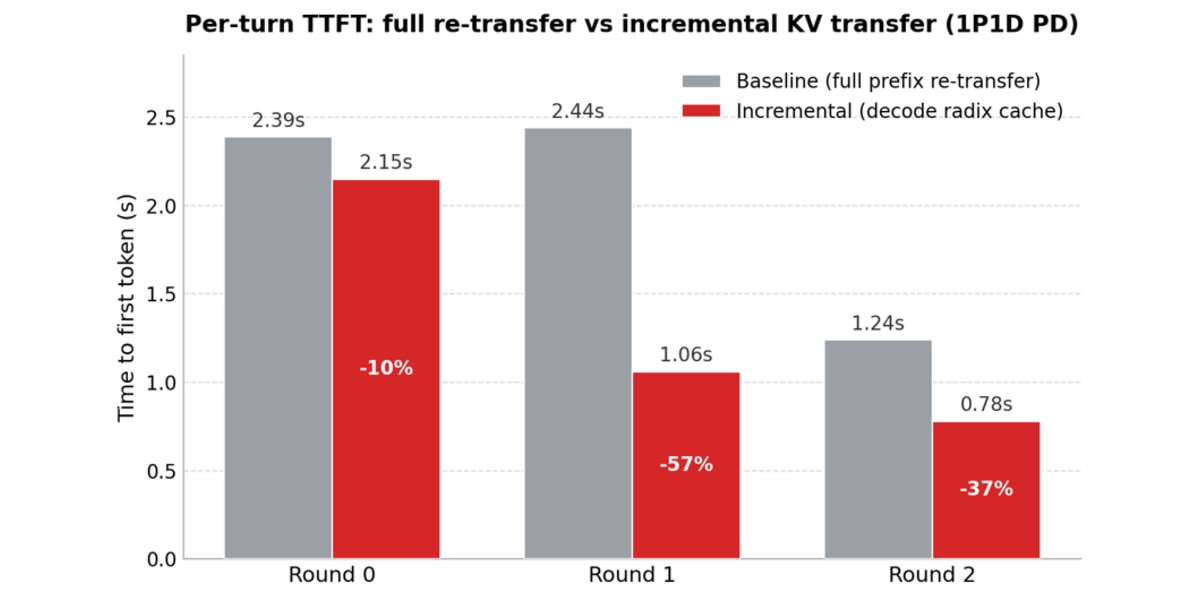 Per-turn TTFT: full re-transfer vs incremental KV transfer (1P1D PD)
Baseline (full prefix re-transfer)
Incremental (decode radix cache)
Time to first token (s)
2.5
2.0
1.5
1.0
0.5
0.0
2.39s
2.15s
-10%
2.44s
1.06s
-57%
1.24s
0.78s
-37%
Round 0
Round 1
Round 2